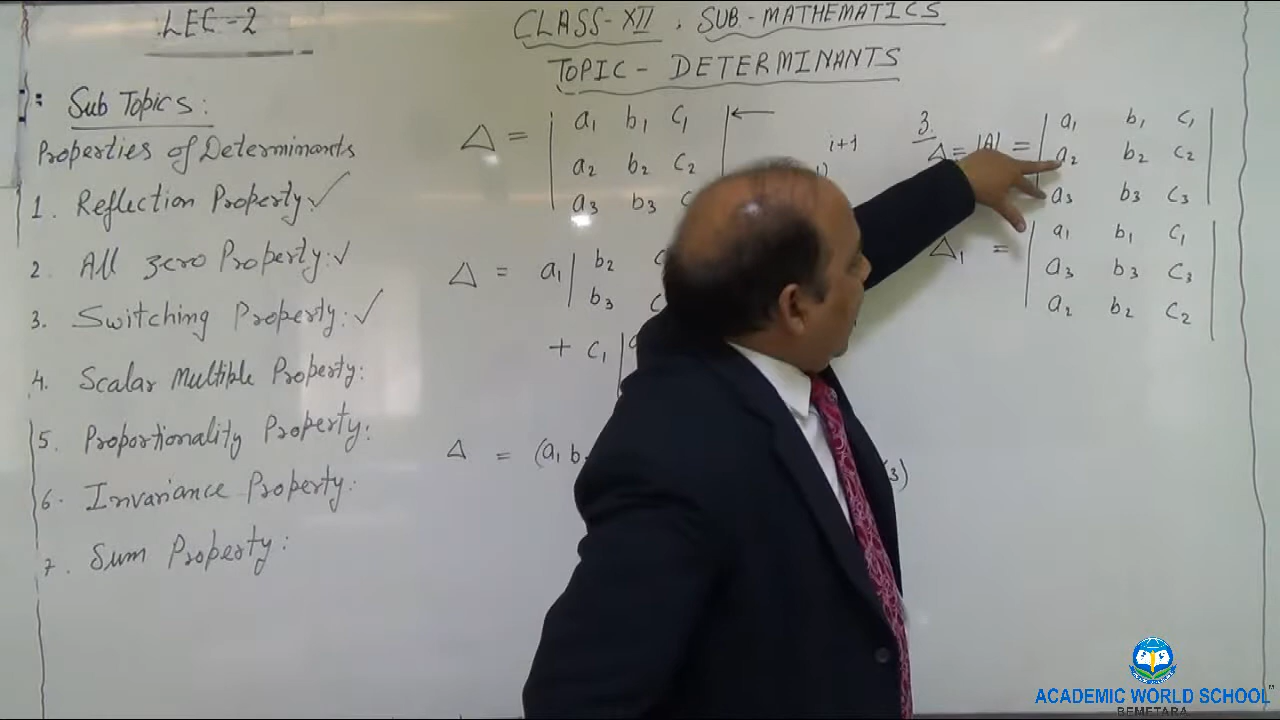 LEC-2
CLASS-XII, SUB-MATHEMATICS
TOPIC- DETERMINANTS
Sub Topics:
Properties of Determinants
1. Reflection Property: ✓
2. All zero Property: ✓
3. Switching Property: ✓
4. Scalar Multiple Property:
5. Proportionality Property:
6. Invariance Property:
7. Sum Property:
Δ = | a₁ b₁ c₁ | ←
a₂ b₂ c₂
a₃ b₃ c
i+1
Δ = a₁ | b₂ c
b₃ c
+ c₁ |
Δ = (a₁ b
₃)
3.
Δ = |A| = | a₁ b₁ c₁ |
a₂ b₂ c₂
a₃ b₃ c₃
Δ₁ = | a₁ b₁ c₁ |
a₃ b₃ c₃
a₂ b₂ c₂
ACADEMIC WORLD SCHOOL
BEMETARA